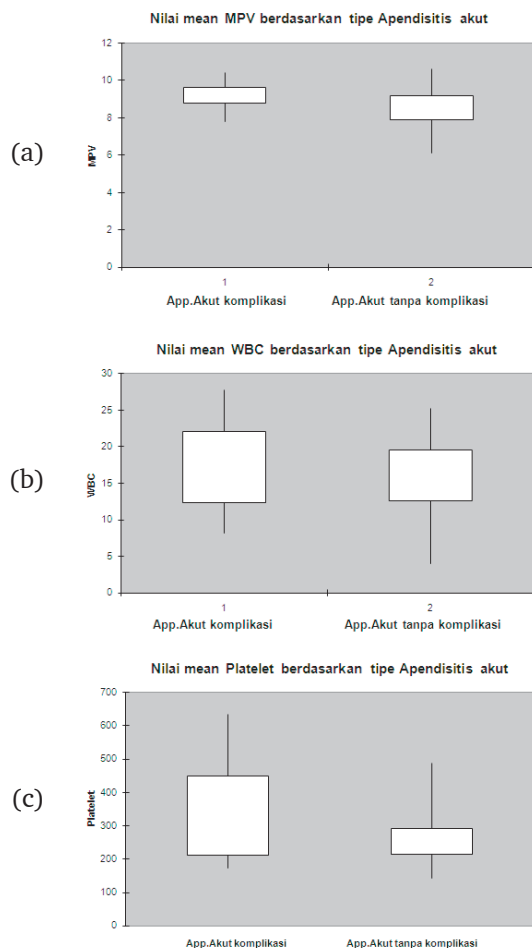 Nilai mean MPV berdasarkan tipe Apendisitis akut
(a)
MPV
12
10
8
6
4
2
0
1
2
App.Akut komplikasi
App.Akut tanpa komplikasi
Nilai mean WBC berdasarkan tipe Apendisitis akut
(b)
WBC
30
25
20
15
10
5
0
1
2
App.Akut komplikasi
App.Akut tanpa komplikasi
Nilai mean Platelet berdasarkan tipe Apendisitis akut
(c)
Platelet
700
600
500
400
300
200
100
0
App.Akut komplikasi
App.Akut tanpa komplikasi